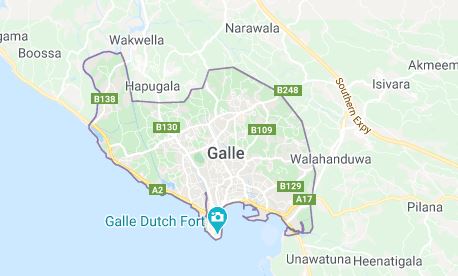 Narawala
Wakwella
gama
Boossa
Akmeem
Hapugala
Isivara
B248
B138
Southern Expy
B130
B109
Galle
Walahanduwa
B129
A2
A17
Pilana
Galle Dutch Fort
Unawatuna
Heenatigala